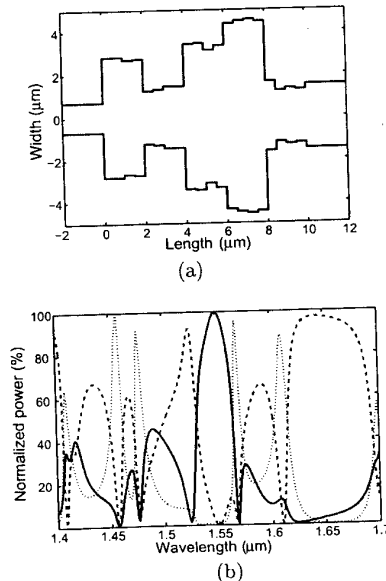 4
2
0
-2
-4
Width (μm)
-2 0 2 4 6 8 10 12
Length (μm)
(a)
100
80
60
40
20
Normalized power (%)
1.4 1.45 1.5 1.55 1.6 1.65 1.7
Wavelength (μm)
(b)